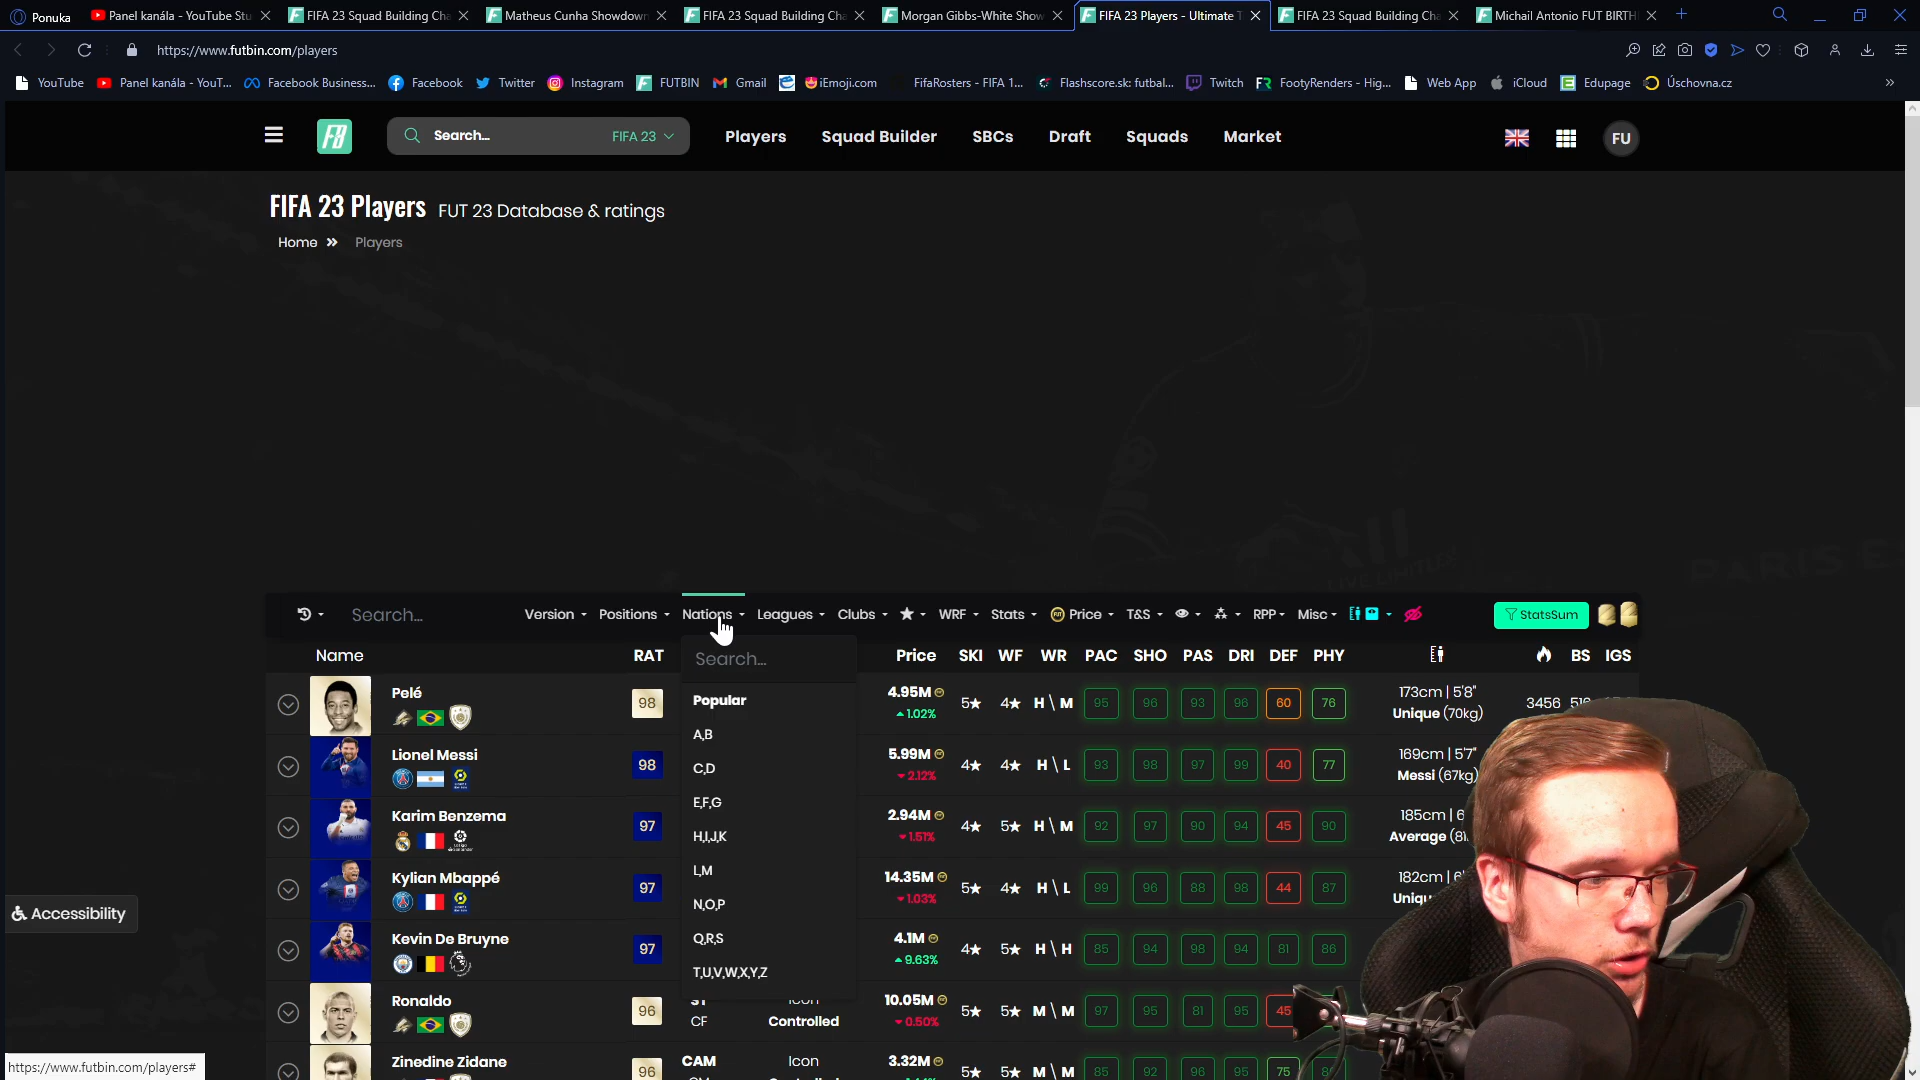 Ponuka
Panel kanála - YouTube Stu
FIFA 23 Squad Building Cha
Matheus Cunha Showdown
FIFA 23 Squad Building Cha
Morgan Gibbs-White Show
FIFA 23 Players - Ultimate T
FIFA 23 Squad Building Cha
Michail Antonio FUT BIRTH
https://www.futbin.com/players
YouTube
Panel kanála - YouT...
Facebook Business...
Facebook
Twitter
Instagram
FUTBIN
Gmail
iEmoji.com
FifaRosters - FIFA 1...
Flashscore.sk: futbal...
Twitch
FootyRenders - Hig...
Web App
iCloud
Edupage
Úschovna.cz
Search...
FIFA 23
Players
Squad Builder
SBCs
Draft
Squads
Market
FU
FIFA 23 Players FUT 23 Database & ratings
Home » Players
Search...
Version
Positions
Nations
Leagues
Clubs
WRF
Stats
Price
T&S
RPP
Misc
StatsSum
Name RAT Price SKI WF WR PAC SHO PAS DRI DEF PHY BS IGS
Search...
Popular
A,B
C,D
E,F,G
H,I,J,K
L,M
N,O,P
Q,R,S
T,U,V,W,X,Y,Z
Pelé 98 4.95M 5★ 4★ H \ M 95 96 93 96 60 76 173cm | 5'8" 3456
1.02% Unique (70kg)
Lionel Messi 98 5.99M 4★ 4★ H \ L 93 98 97 99 40 77 169cm | 5'7"
2.12% Messi (67kg)
Karim Benzema 97 2.94M 4★ 5★ H \ M 92 97 90 94 45 90 185cm |
1.51% Average
Kylian Mbappé 97 14.35M 5★ 4★ H \ L 99 96 88 98 44 87 182cm |
1.03%
Kevin De Bruyne 97 4.1M 4★ 5★ H \ H 85 94 98 94 81 86
9.63%
Ronaldo 96 10.05M 5★ 5★ M \ M 97 95 81 95 45
CF Controlled 0.50%
Zinedine Zidane 96 CAM Icon 3.32M 5★ 5★ M \ M 85 92 96 95 75
Accessibility
https://www.futbin.com/players#